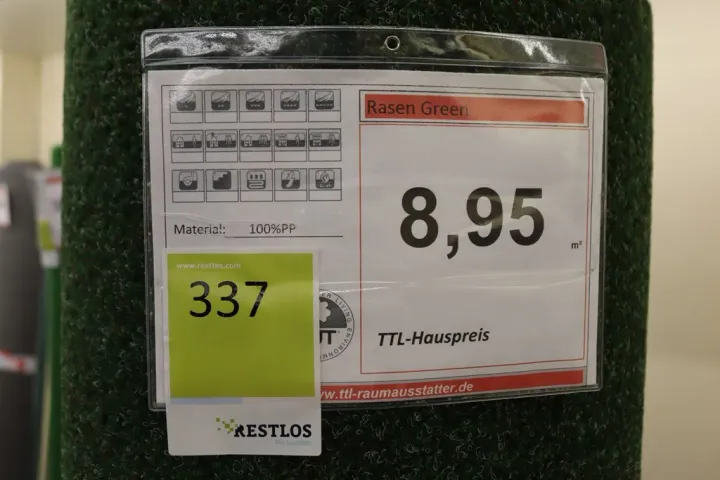 Rasen Green
8,95
m²
Material: 100%PP
www.restlos.com
337
TTL-Hauspreis
www.ttl-raumausstatter.de
RESTLOS